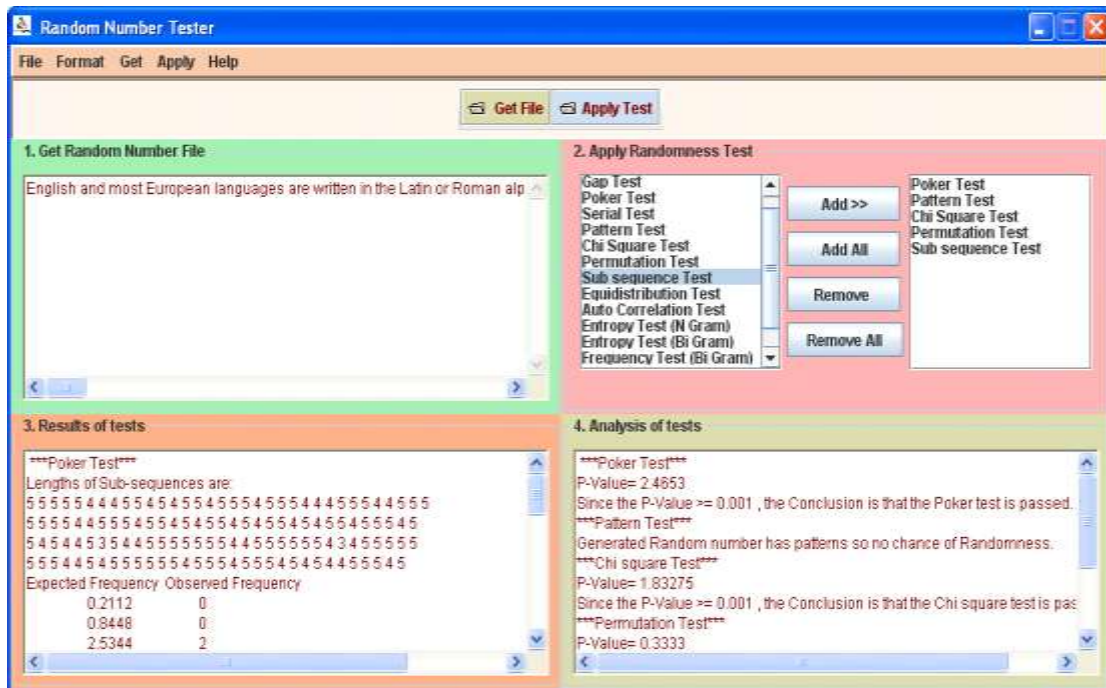 Random Number Tester
File Format Get Apply Help
Get File Apply Test
1. Get Random Number File
English and most European languages are written in the Latin or Roman alp
2. Apply Randomness Test
Gap Test
Poker Test
Serial Test
Pattern Test
Chi Square Test
Permutation Test
Sub sequence Test
Equidistribution Test
Auto Correlation Test
Entropy Test (N Gram)
Entropy Test (Bi Gram)
Frequency Test (Bi Gram)
Add >>
Add All
Remove
Remove All
Poker Test
Pattern Test
Chi Square Test
Permutation Test
Sub sequence Test
3. Results of tests
***Poker Test***
Lengths of Sub-sequences are:
5 5 5 5 5 4 4 4 5 5 4 5 4 5 5 4 5 5 5 4 5 5 5 4 4 4 5 5 5 4 4 5 5 5
5 5 5 5 4 4 5 5 5 4 5 5 4 5 4 5 5 4 5 4 5 5 4 5 4 5 5 4 5 5 5 4 5
5 4 5 4 4 5 3 5 4 4 5 5 5 5 5 5 5 4 4 5 5 5 5 5 5 4 3 4 5 5 5 5 5
5 5 5 4 4 5 4 5 5 5 5 5 5 4 5 5 5 4 5 5 5 4 5 4 5 4 4 4 5 5 5 4 5
Expected Frequency Observed Frequency
0.2112 0
0.8448 0
2.5344 2
4. Analysis of tests
***Poker Test***
P-Value= 2.4653
Since the P-Value >= 0.001 , the Conclusion is that the Poker test is passed.
***Pattern Test***
Generated Random number has patterns so no chance of Randomness.
***Chi square Test***
P-Value= 1.83275
Since the P-Value >= 0.001 , the Conclusion is that the Chi square test is pas
***Permutation Test***
P-Value= 0.3333